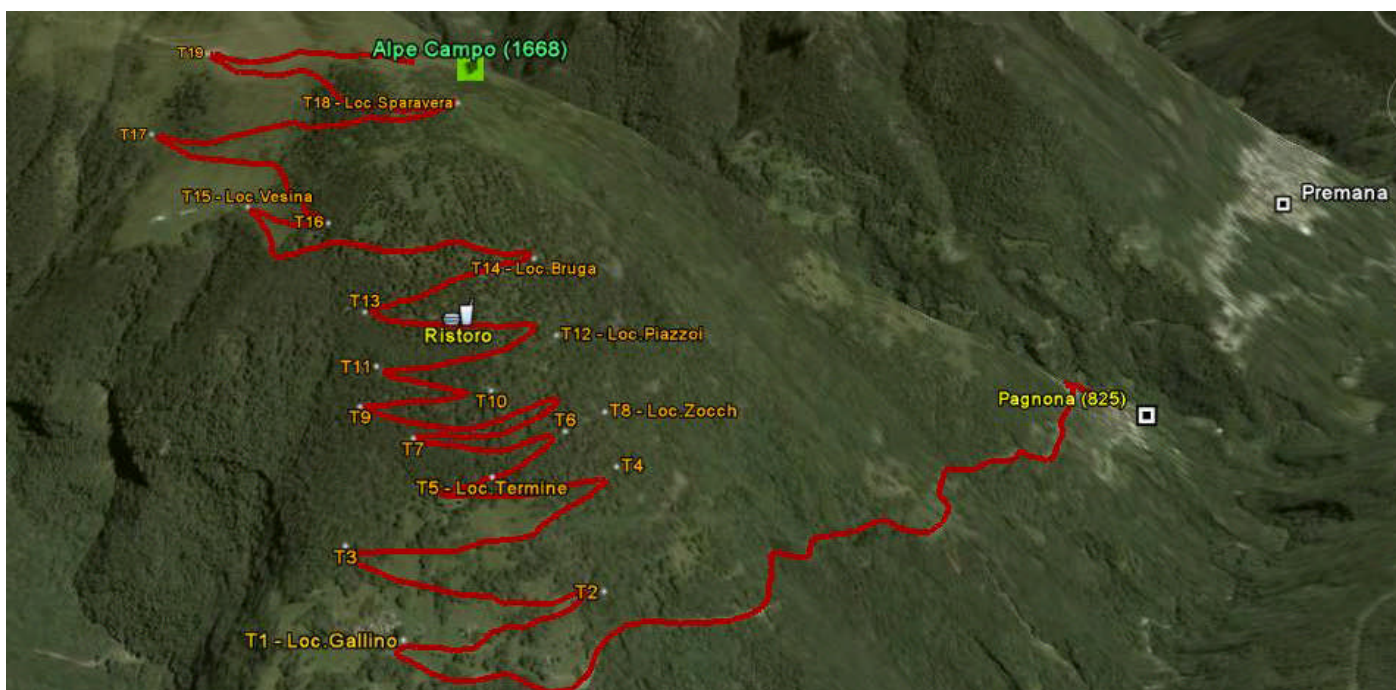 T19
Alpe Campo (1668)
T18 - Loc.Sparavera
T17
T15 - Loc.Vesina
T16
Premana
T14 - Loc.Bruga
T13
Ristoro
T12 - Loc.Piazzoi
T11
T10
T9
T6
T8 - Loc.Zocch
Pagnona (825)
T7
T4
T5 - Loc.Termine
T3
T2
T1 - Loc.Gallino